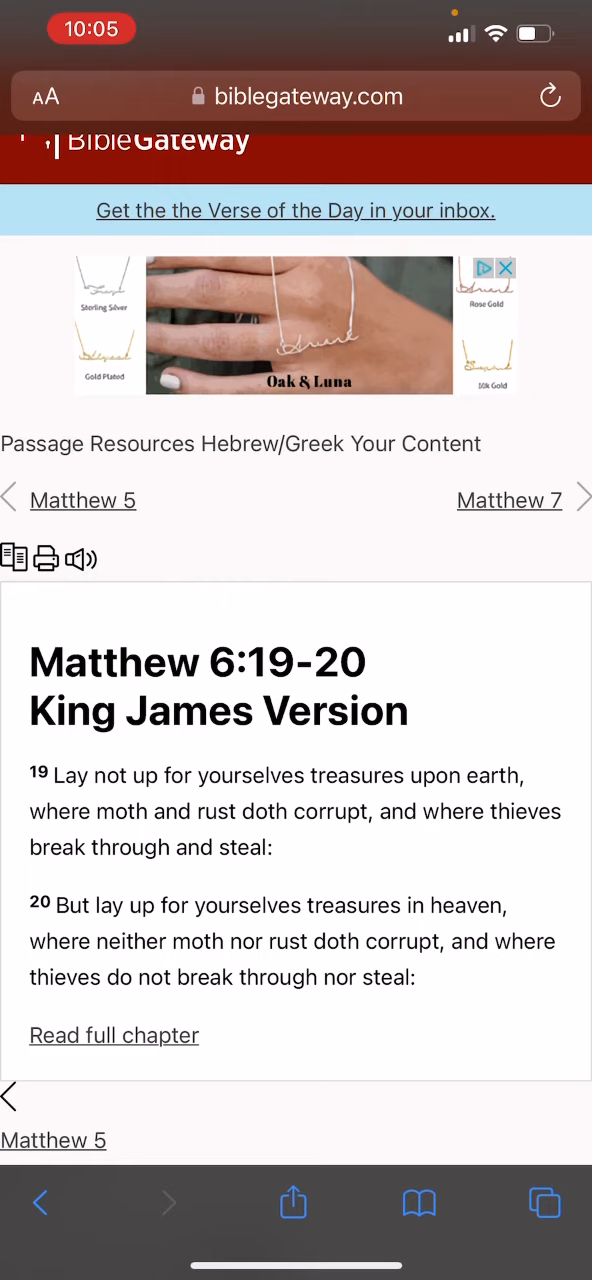 10:05
AA biblegateway.com
BibleGateway
Get the the Verse of the Day in your inbox.
Sterling Silver
Rose Gold
Gold Plated
Oak & Luna
10k Gold
Passage Resources Hebrew/Greek Your Content
Matthew 5 Matthew 7
Matthew 6:19-20
King James Version
19 Lay not up for yourselves treasures upon earth,
where moth and rust doth corrupt, and where thieves
break through and steal:
20 But lay up for yourselves treasures in heaven,
where neither moth nor rust doth corrupt, and where
thieves do not break through nor steal:
Read full chapter
Matthew 5